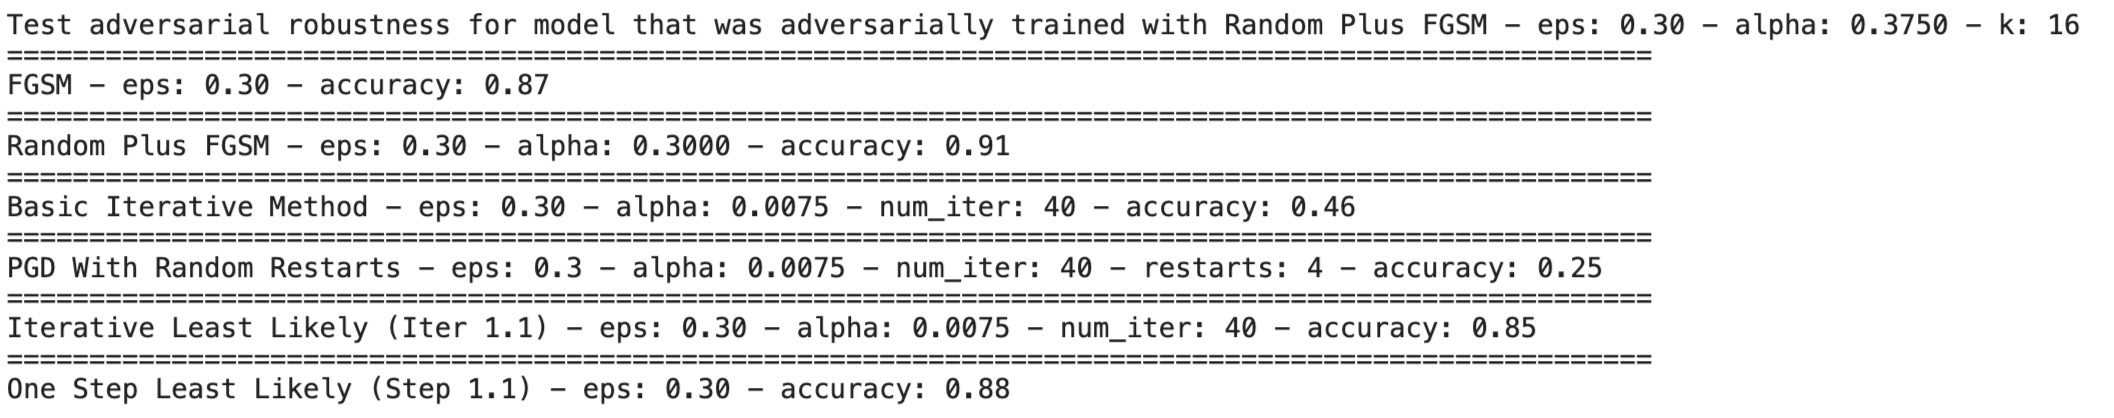 Test adversarial robustness for model that was adversarially trained with Random Plus FGSM – eps: 0.30 – alpha: 0.3750 – k: 16
====================================================================================================
FGSM – eps: 0.30 – accuracy: 0.87
====================================================================================================
Random Plus FGSM – eps: 0.30 – alpha: 0.3000 – accuracy: 0.91
====================================================================================================
Basic Iterative Method – eps: 0.30 – alpha: 0.0075 – num_iter: 40 – accuracy: 0.46
====================================================================================================
PGD With Random Restarts – eps: 0.3 – alpha: 0.0075 – num_iter: 40 – restarts: 4 – accuracy: 0.25
====================================================================================================
Iterative Least Likely (Iter 1.1) – eps: 0.30 – alpha: 0.0075 – num_iter: 40 – accuracy: 0.85
====================================================================================================
One Step Least Likely (Step 1.1) – eps: 0.30 – accuracy: 0.88